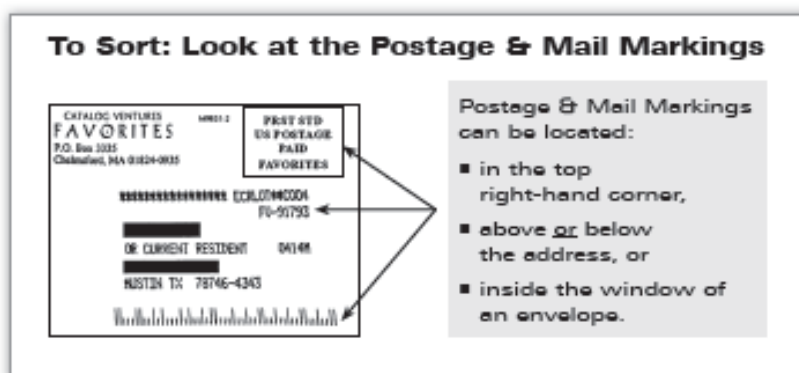 To Sort: Look at the Postage & Mail Markings
CATALOG VENTURES
FAVORITES
P.O. Box 3335
Chelmsford, MA 01824-0935
PRST STD
US POSTAGE
PAID
FAVORITES
OR CURRENT RESIDENT 0414M
AUSTIN TX 78746-4343
Postage & Mail Markings
can be located:
■ in the top
right-hand corner,
■ above or below
the address, or
■ inside the window of
an envelope.